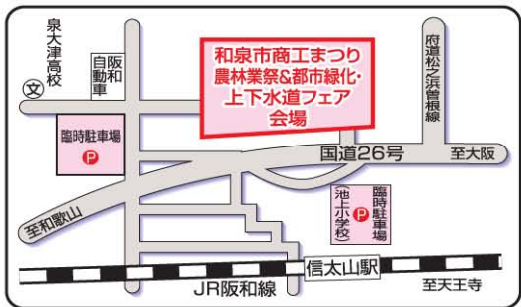 泉大津高校
文
阪和
自動車
和泉市商工まつり
農林業祭&都市緑化・
上下水道フェア
会場
府道松之浜曽根線
臨時駐車場
P
国道26号
至大阪
至和歌山
臨時駐車場
(池上小学校)
P
信太山駅
JR阪和線
至天王寺